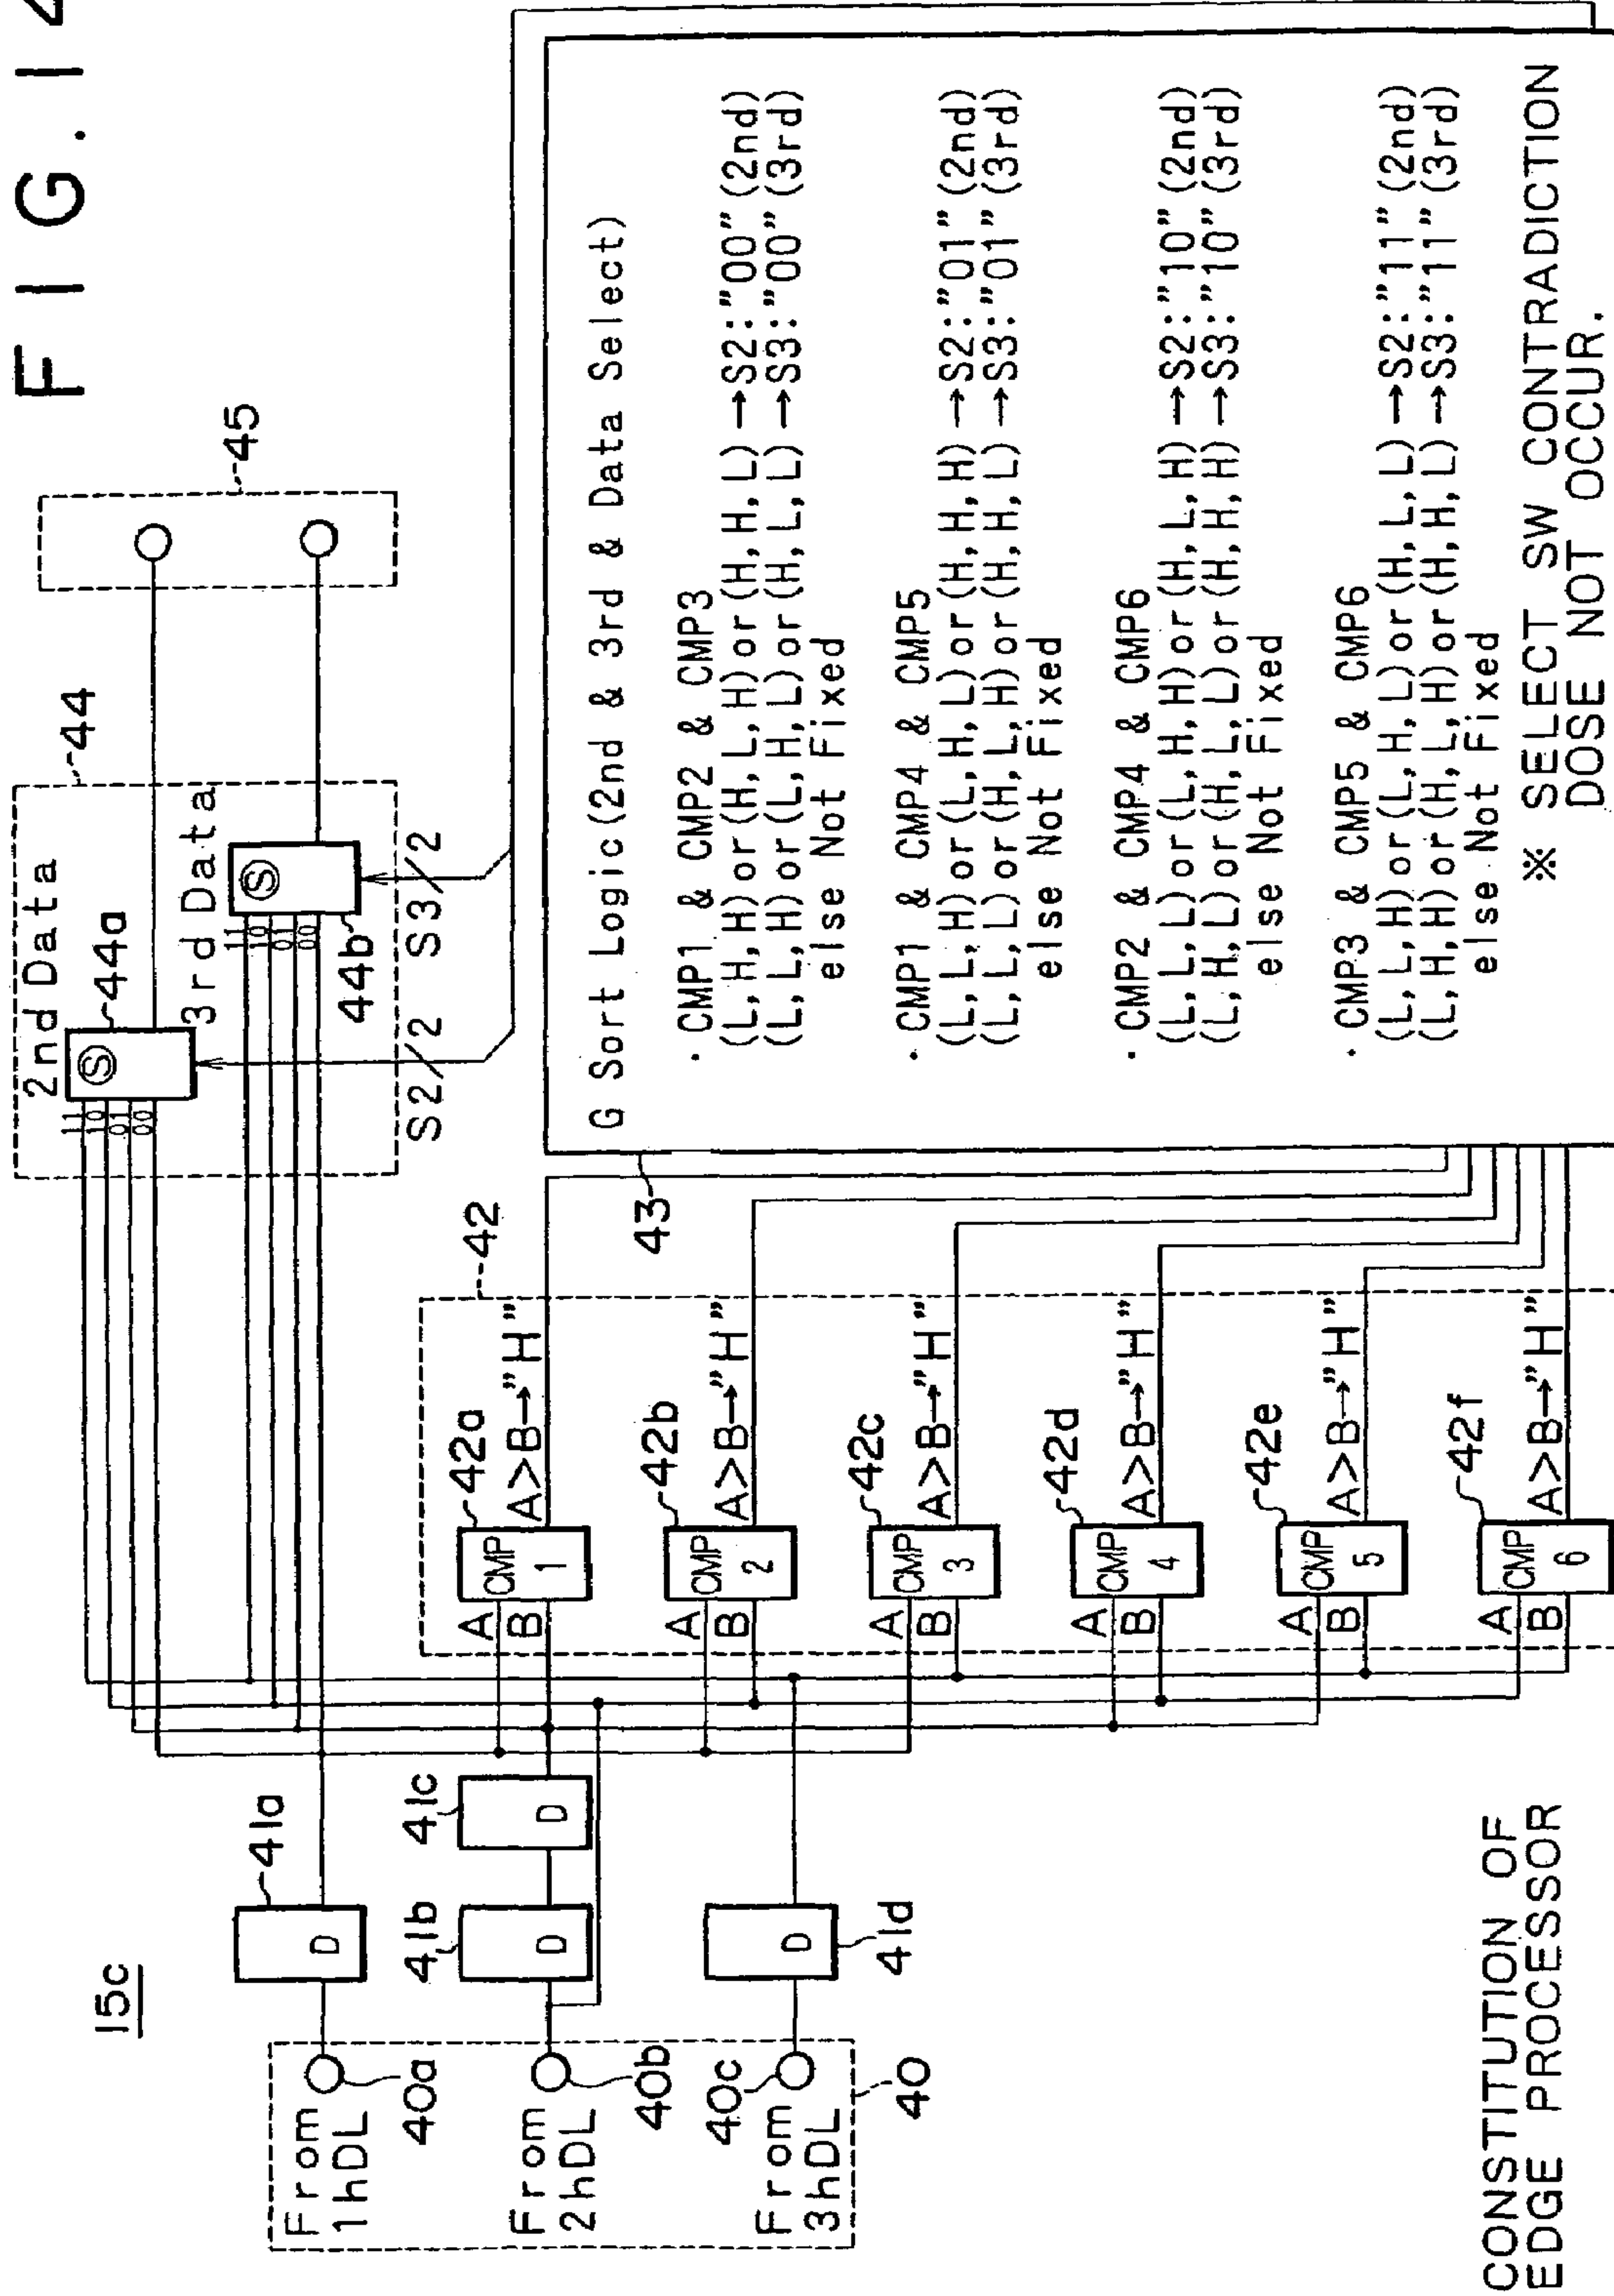 FIG. 14
15c
CONSTITUTION OF
EDGE PROCESSOR
From
1hDL
40a
From
2hDL
40b
From
3hDL
40c
40
41a
D
41b
D
41c
D
41d
D
42
A
B
CMP
1
42a
A>B→"H"
A
B
CMP
2
42b
A>B→"H"
A
B
CMP
3
42c
A>B→"H"
A
B
CMP
4
42d
A>B→"H"
A
B
CMP
5
42e
A>B→"H"
A
B
CMP
6
42f
A>B→"H"
44
2nd Data
44a
S
11
10
01
00
3rd Data
44b
S
11
10
01
00
S2/2 S3/2
45
43
G Sort Logic(2nd & 3rd & Data Select)
· CMP1 & CMP2 & CMP3
(L,H,H)or(H,L,H)or(H,H,L)→S2:"00"(2nd)
(L,L,H)or(L,H,L)or(H,L,L)→S3:"00"(3rd)
else Not Fixed
· CMP1 & CMP4 & CMP5
(L,L,H)or(L,H,L)or(H,H,H)→S2:"01"(2nd)
(L,L,L)or(H,L,H)or(H,H,L)→S3:"01"(3rd)
else Not Fixed
· CMP2 & CMP4 & CMP6
(L,L,L)or(L,H,H)or(H,L,H)→S2:"10"(2nd)
(L,H,L)or(H,L,L)or(H,H,H)→S3:"10"(3rd)
else Not Fixed
· CMP3 & CMP5 & CMP6
(L,L,H)or(L,H,L)or(H,L,L)→S2:"11"(2nd)
(L,H,H)or(H,L,H)or(H,H,L)→S3:"11"(3rd)
else Not Fixed
※ SELECT SW CONTRADICTION
DOSE NOT OCCUR.